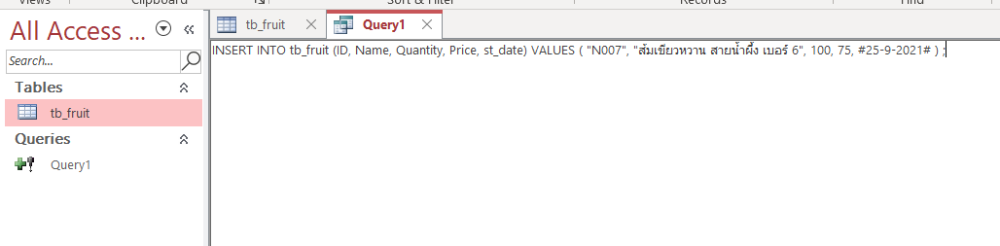 Views
Clipboard
Sort & Filter
Records
Find
All Access ...
tb_fruit
Query1
Search...
INSERT INTO tb_fruit (ID, Name, Quantity, Price, st_date) VALUES ( "N007", "ส้มเขียวหวาน สายน้ำผึ้ง เบอร์ 6", 100, 75, #25-9-2021# ) ;
Tables
tb_fruit
Queries
Query1